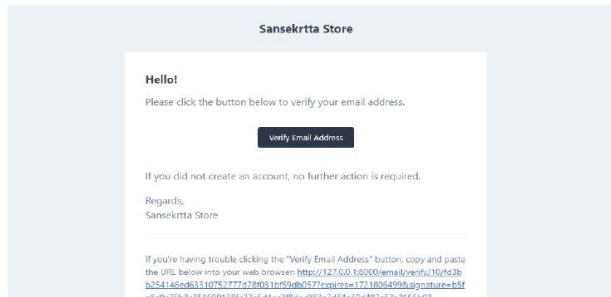 Sansekrtta Store
Hello!
Please click the button below to verify your email address.
Verify Email Address
If you did not create an account, no further action is required.
Regards,
Sansekrtta Store
If you're having trouble clicking the "Verify Email Address" button, copy and paste
the URL below into your web browser: http://127.0.0.1:8000/email/verify/10/fd3b
b254146ed63310752777d78f031bf59db057?expires=1721806499&signature=b5f